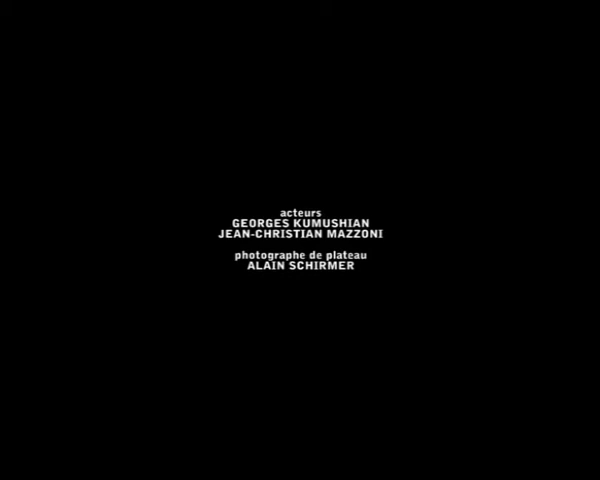 acteurs
GEORGES KUMUSHIAN
JEAN-CHRISTIAN MAZZONI
photographe de plateau
ALAIN SCHIRMER